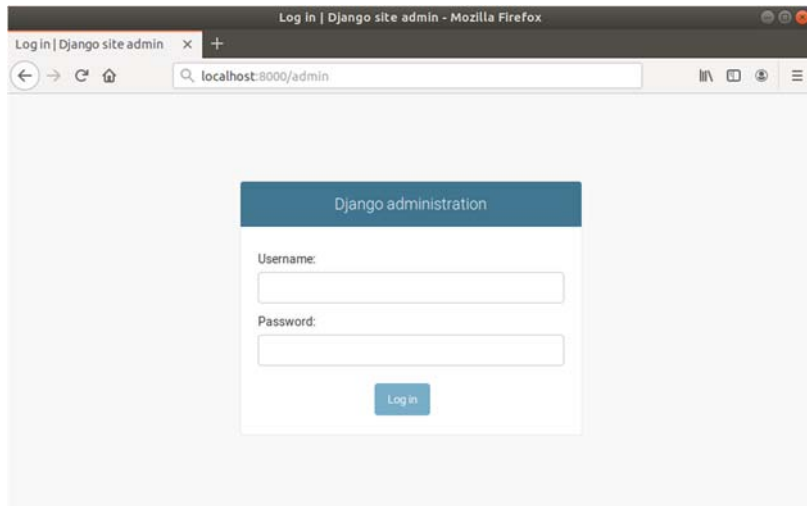 Log in | Django site admin - Mozilla Firefox
Log in | Django site admin
localhost:8000/admin
Django administration
Username:
Password:
Log in